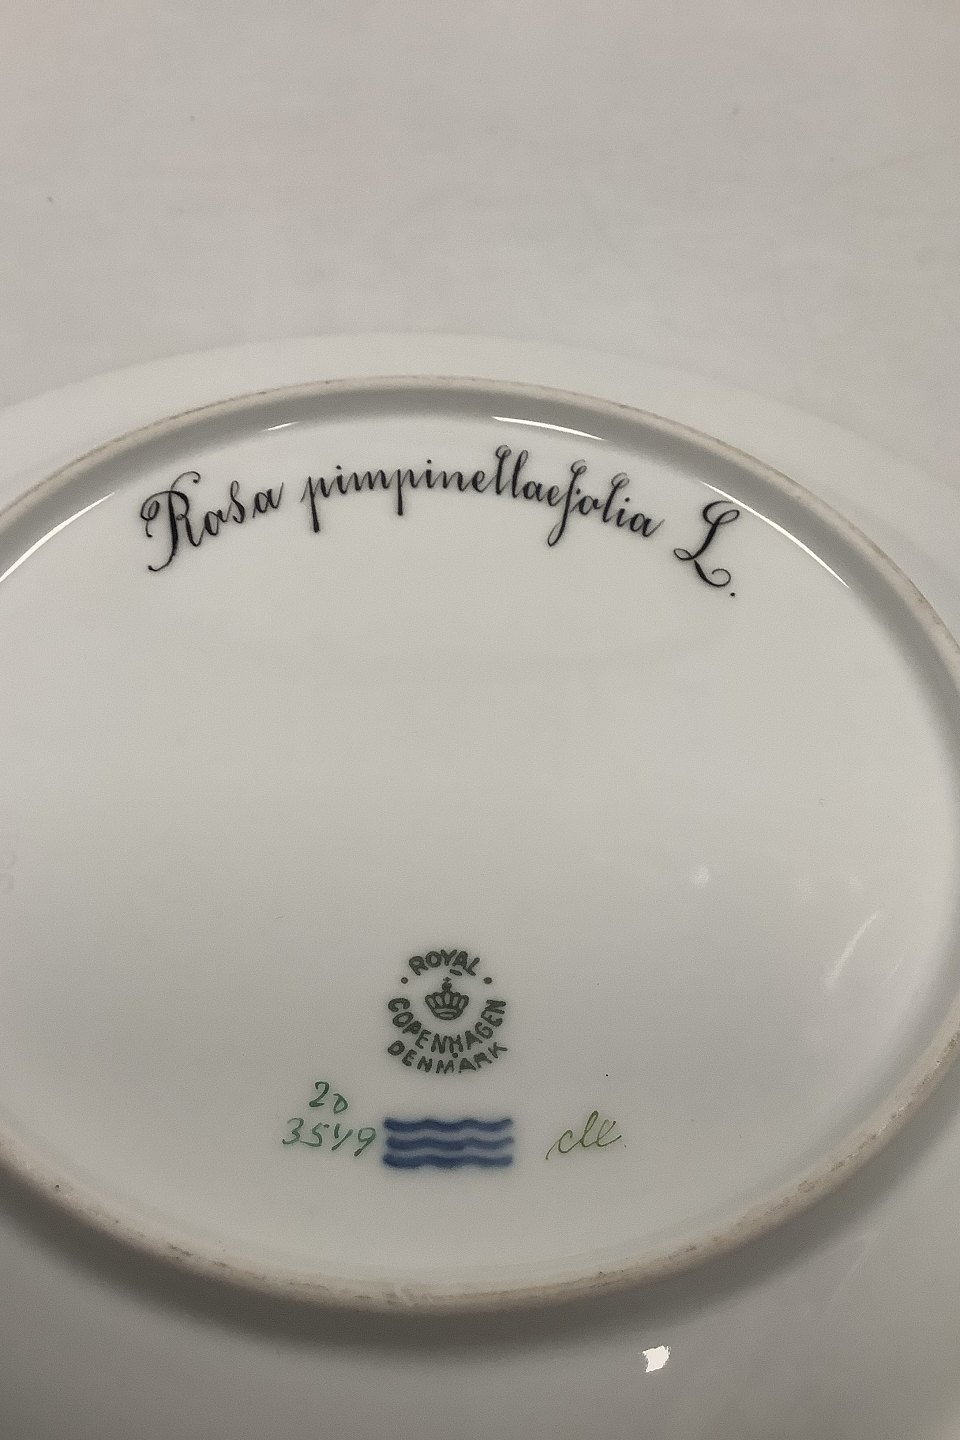 Rosa pimpinellaefolia L.
ROYAL
COPENHAGEN
DENMARK
20
3549